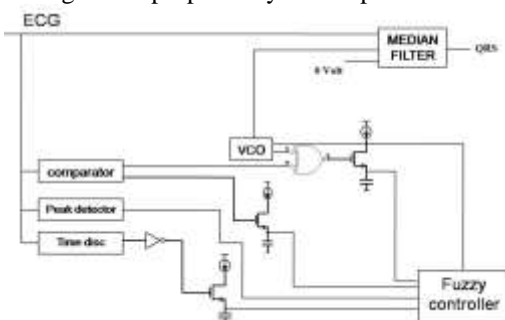 ECG
MEDIAN
FILTER
QRS
0 Volt
VCO
comparator
Peak detector
Time disc
Fuzzy
controller